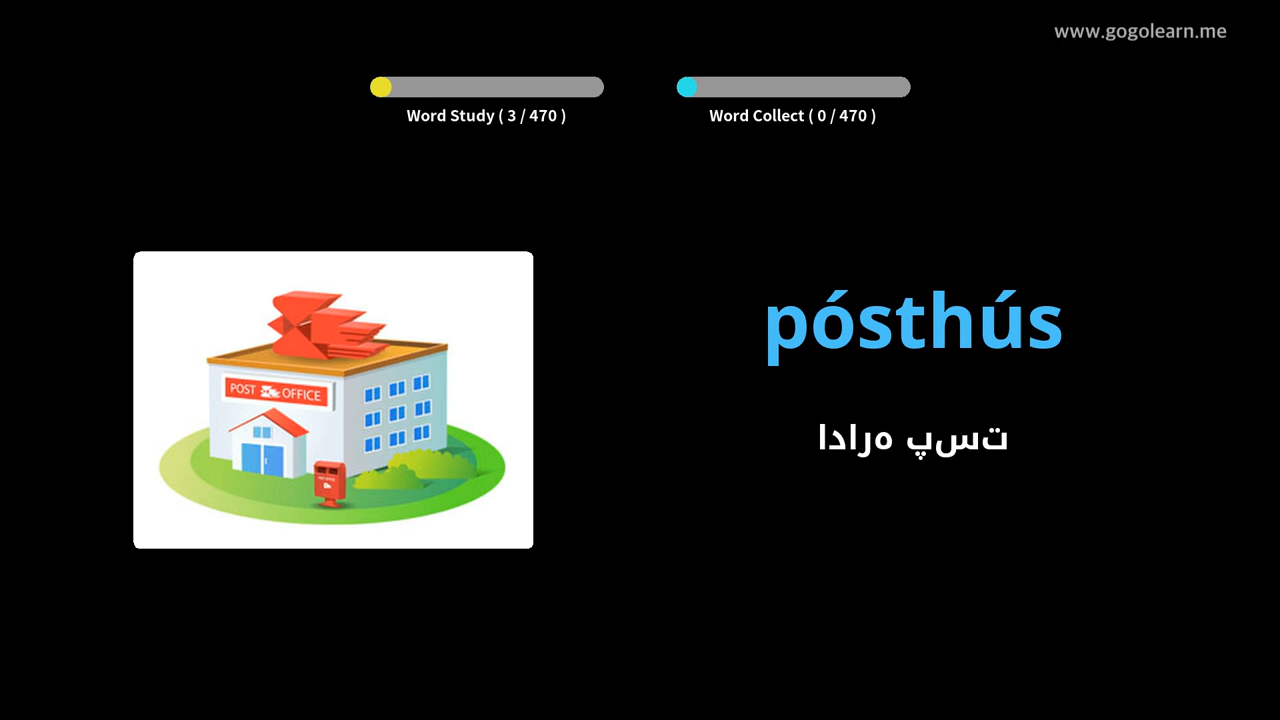 www.gogolearn.me
Word Study ( 3 / 470 )
Word Collect ( 0 / 470 )
POST OFFICE
pósthús
اداره پست